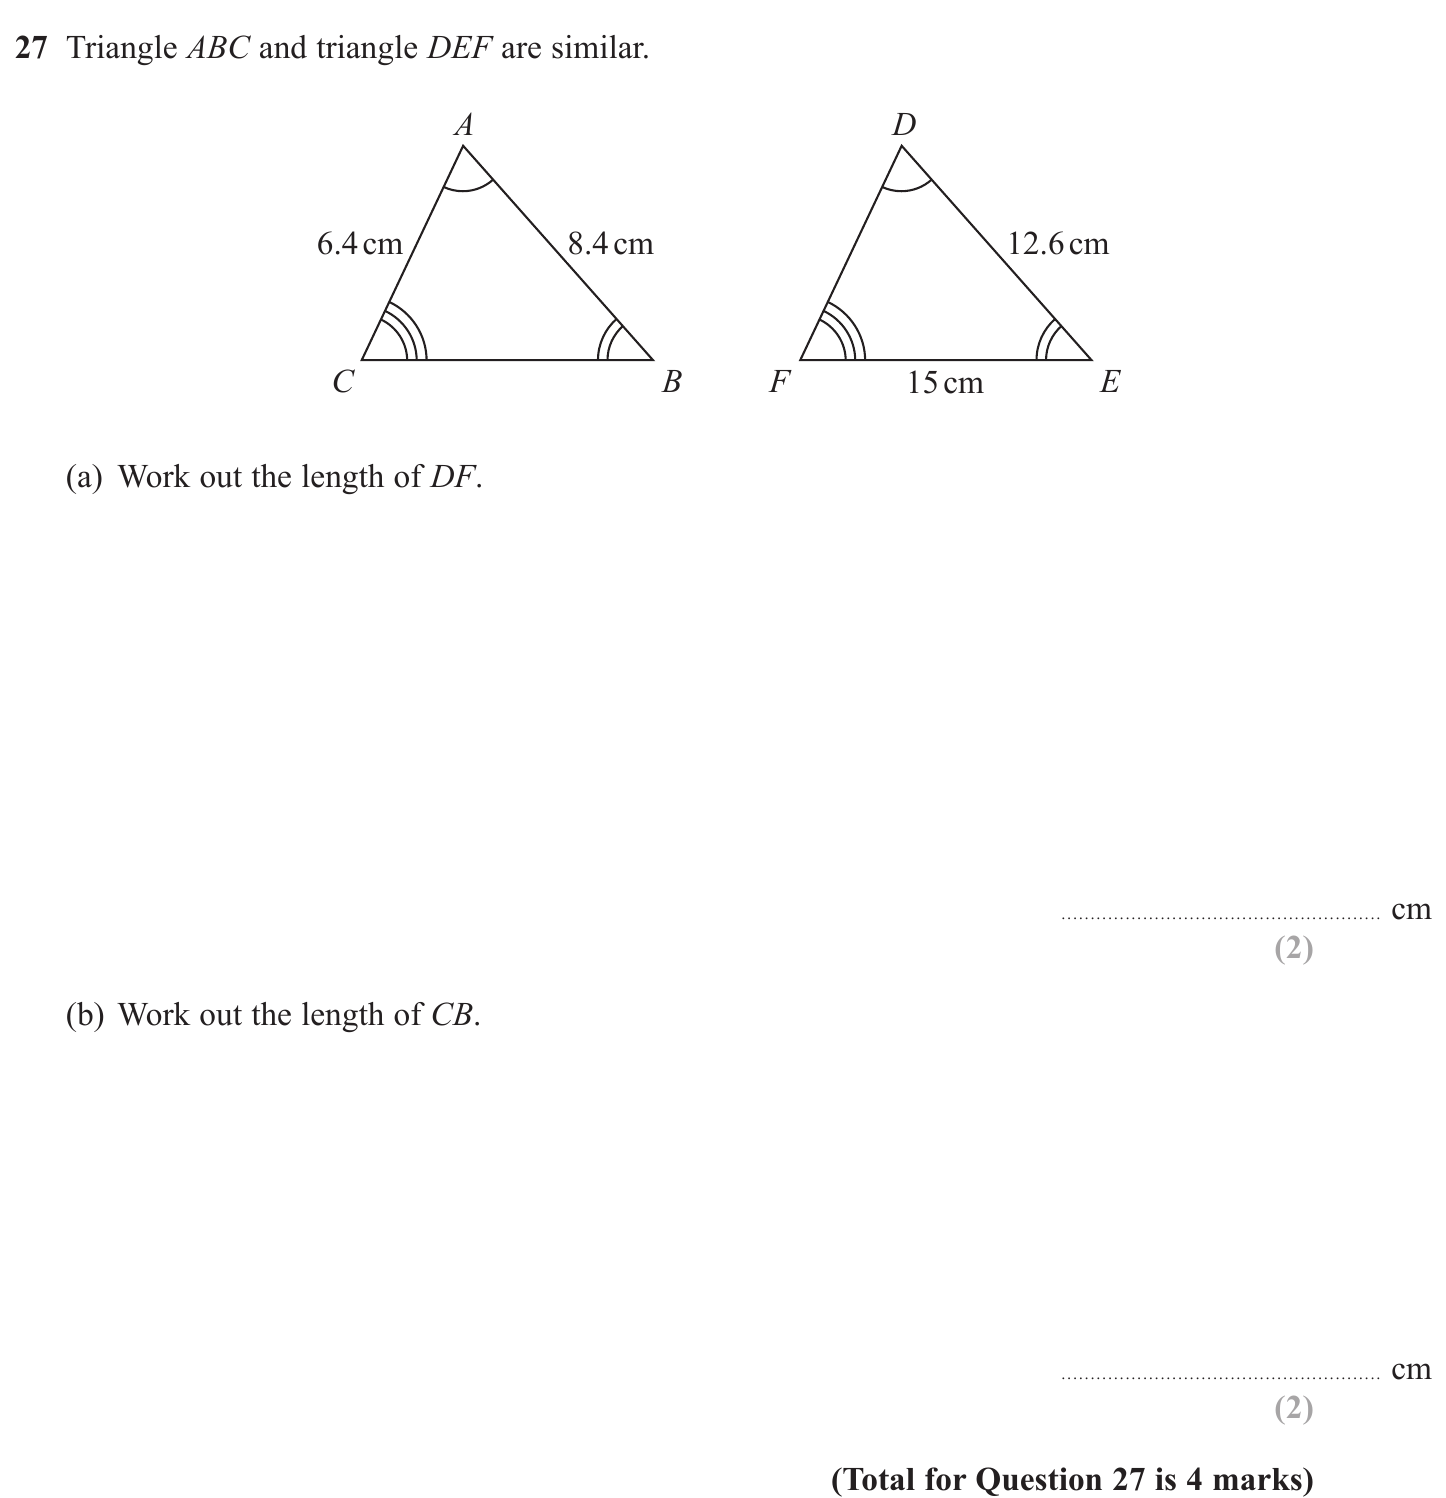 27 Triangle ABC and triangle DEF are similar.
A
D
6.4 cm
8.4 cm
12.6 cm
C
B
F
15 cm
E
(a) Work out the length of DF.
........................................................ cm
(2)
(b) Work out the length of CB.
........................................................ cm
(2)
(Total for Question 27 is 4 marks)